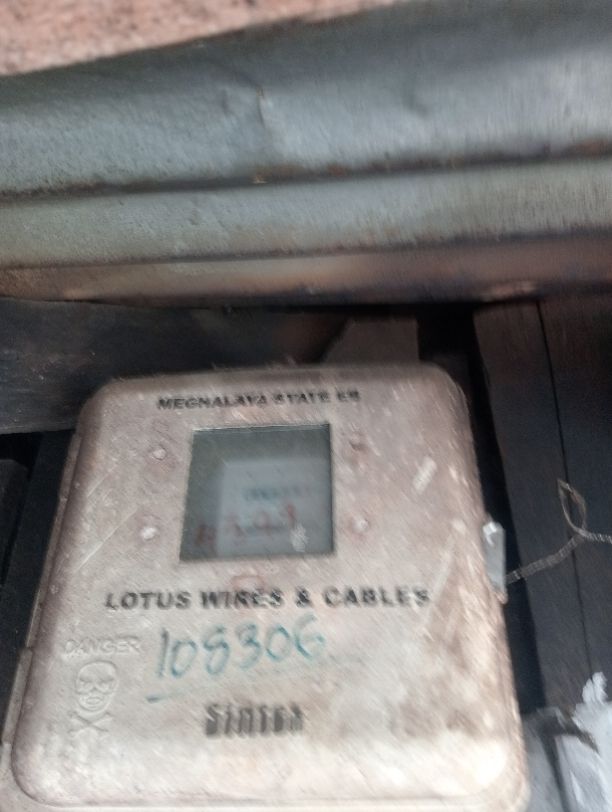 MEGHALAYA STATE EB
LOTUS WIRES & CABLES
DANGER
108306
Sintex